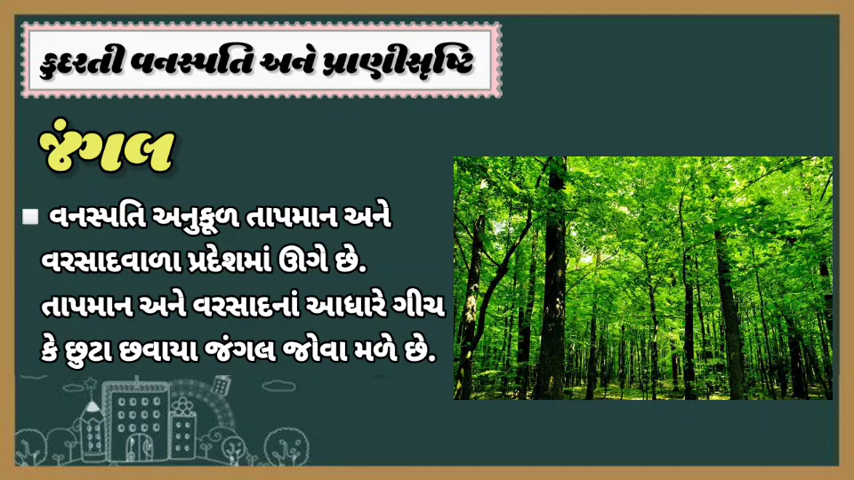 કુદરતી વનસ્પતિ અને પ્રાણીસૃષ્ટિ
જંગલ
વનસ્પતિ અનુકૂળ તાપમાન અને
વરસાદવાળા પ્રદેશમાં ઊગે છે.
તાપમાન અને વરસાદનાં આધારે ગીચ
કે છુટા છવાયા જંગલ જોવા મળે છે.